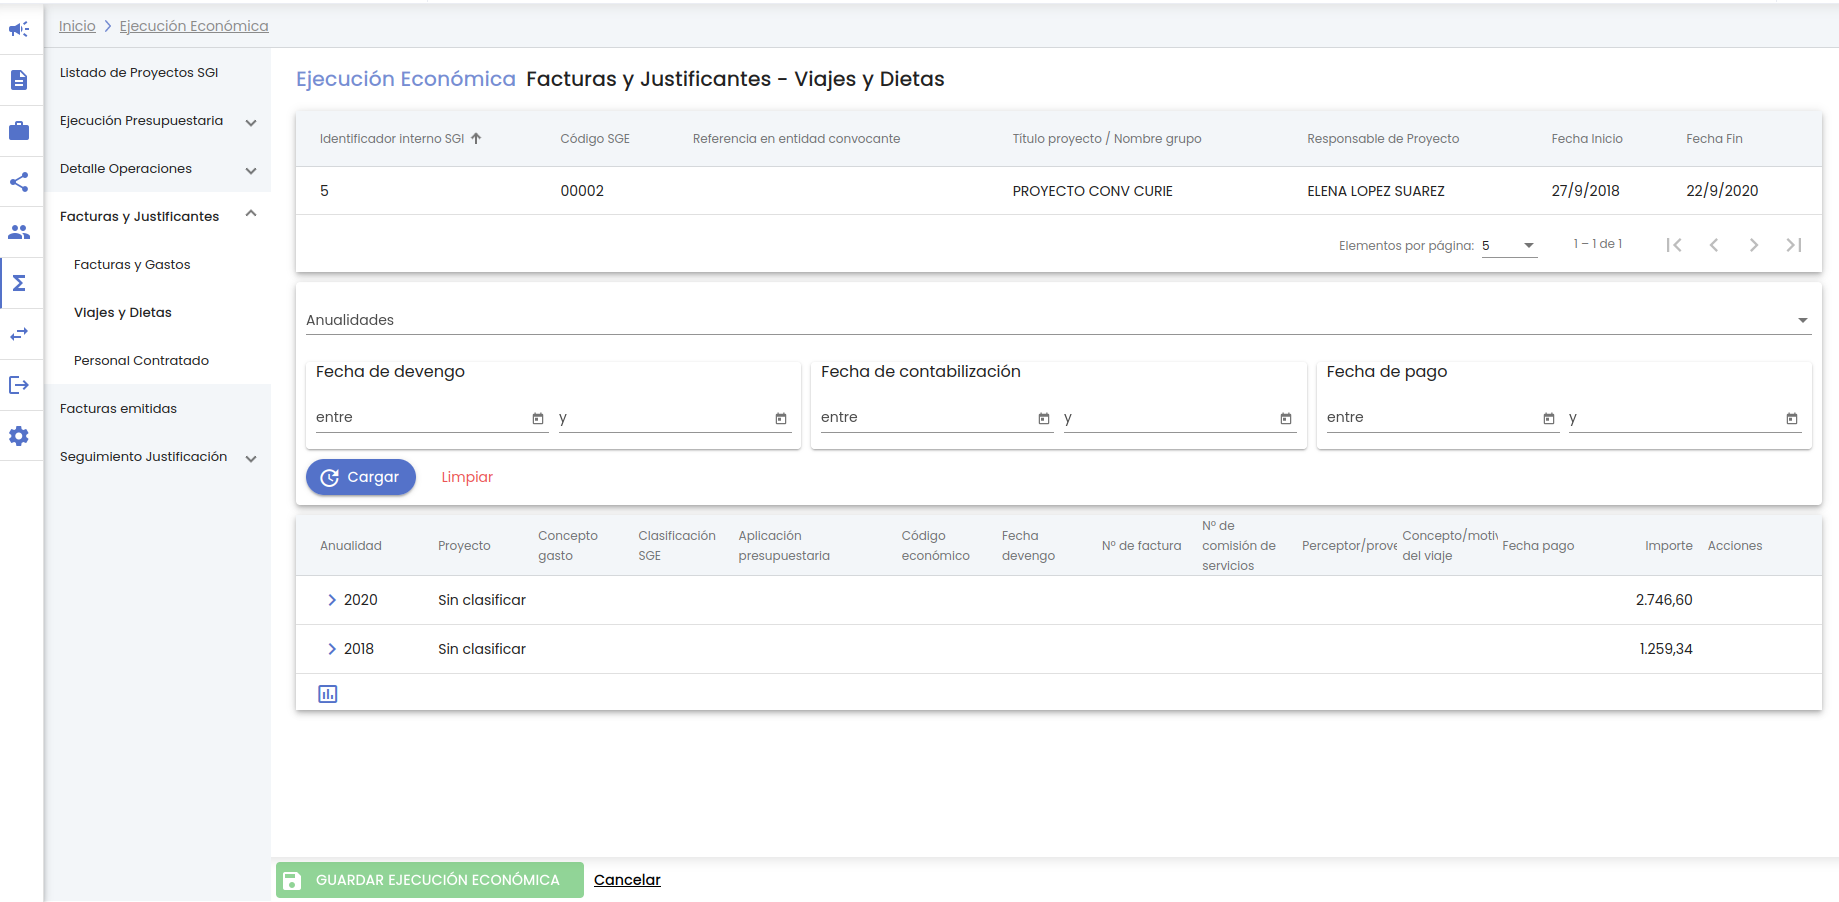 Inicio > Ejecución Económica
Listado de Proyectos SGI
Ejecución Presupuestaria
Detalle Operaciones
Facturas y Justificantes
Facturas y Gastos
Viajes y Dietas
Personal Contratado
Facturas emitidas
Seguimiento Justificación
Ejecución Económica Facturas y Justificantes - Viajes y Dietas
Identificador interno SGI Código SGE Referencia en entidad convocante Título proyecto / Nombre grupo Responsable de Proyecto Fecha Inicio Fecha Fin
5 00002 PROYECTO CONV CURIE ELENA LOPEZ SUAREZ 27/9/2018 22/9/2020
Elementos por página: 5 1 – 1 de 1
Anualidades
Fecha de devengo Fecha de contabilización Fecha de pago
entre y entre y entre y
Cargar Limpiar
Anualidad Proyecto Concepto gasto Clasificación SGE Aplicación presupuestaria Código económico Fecha devengo Nº de factura Nº de comisión de servicios Perceptor/prove Concepto/moti del viaje Fecha pago Importe Acciones
2020 Sin clasificar 2.746,60
2018 Sin clasificar 1.259,34
GUARDAR EJECUCIÓN ECONÓMICA Cancelar